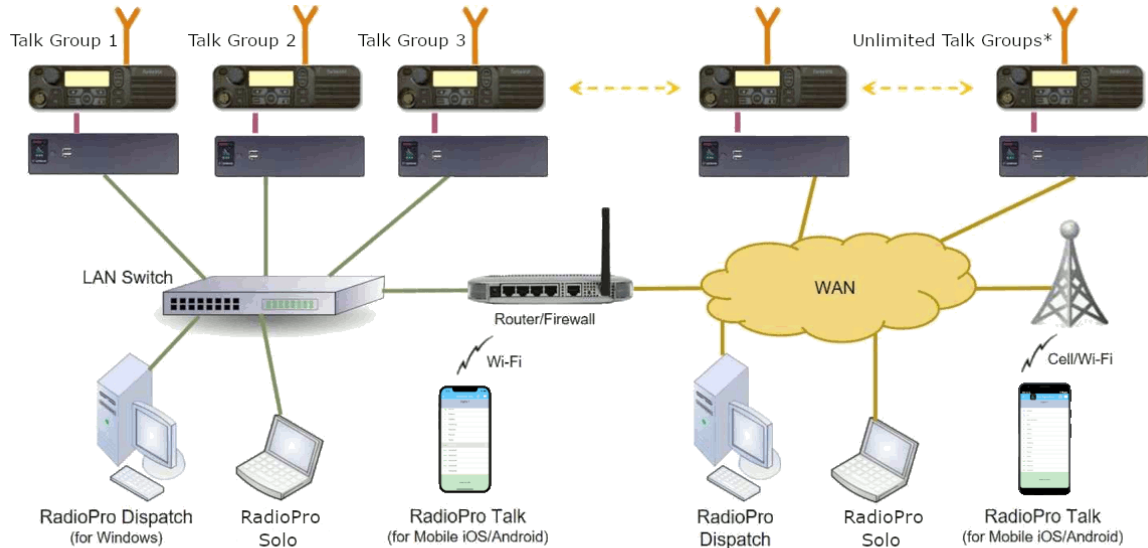 Talk Group 1
Talk Group 2
Talk Group 3
Unlimited Talk Groups*
LAN Switch
Router/Firewall
WAN
Wi-Fi
Cell/Wi-Fi
RadioPro Dispatch
(for Windows)
RadioPro
Solo
RadioPro Talk
(for Mobile iOS/Android)
RadioPro
Dispatch
RadioPro
Solo
RadioPro Talk
(for Mobile iOS/Android)